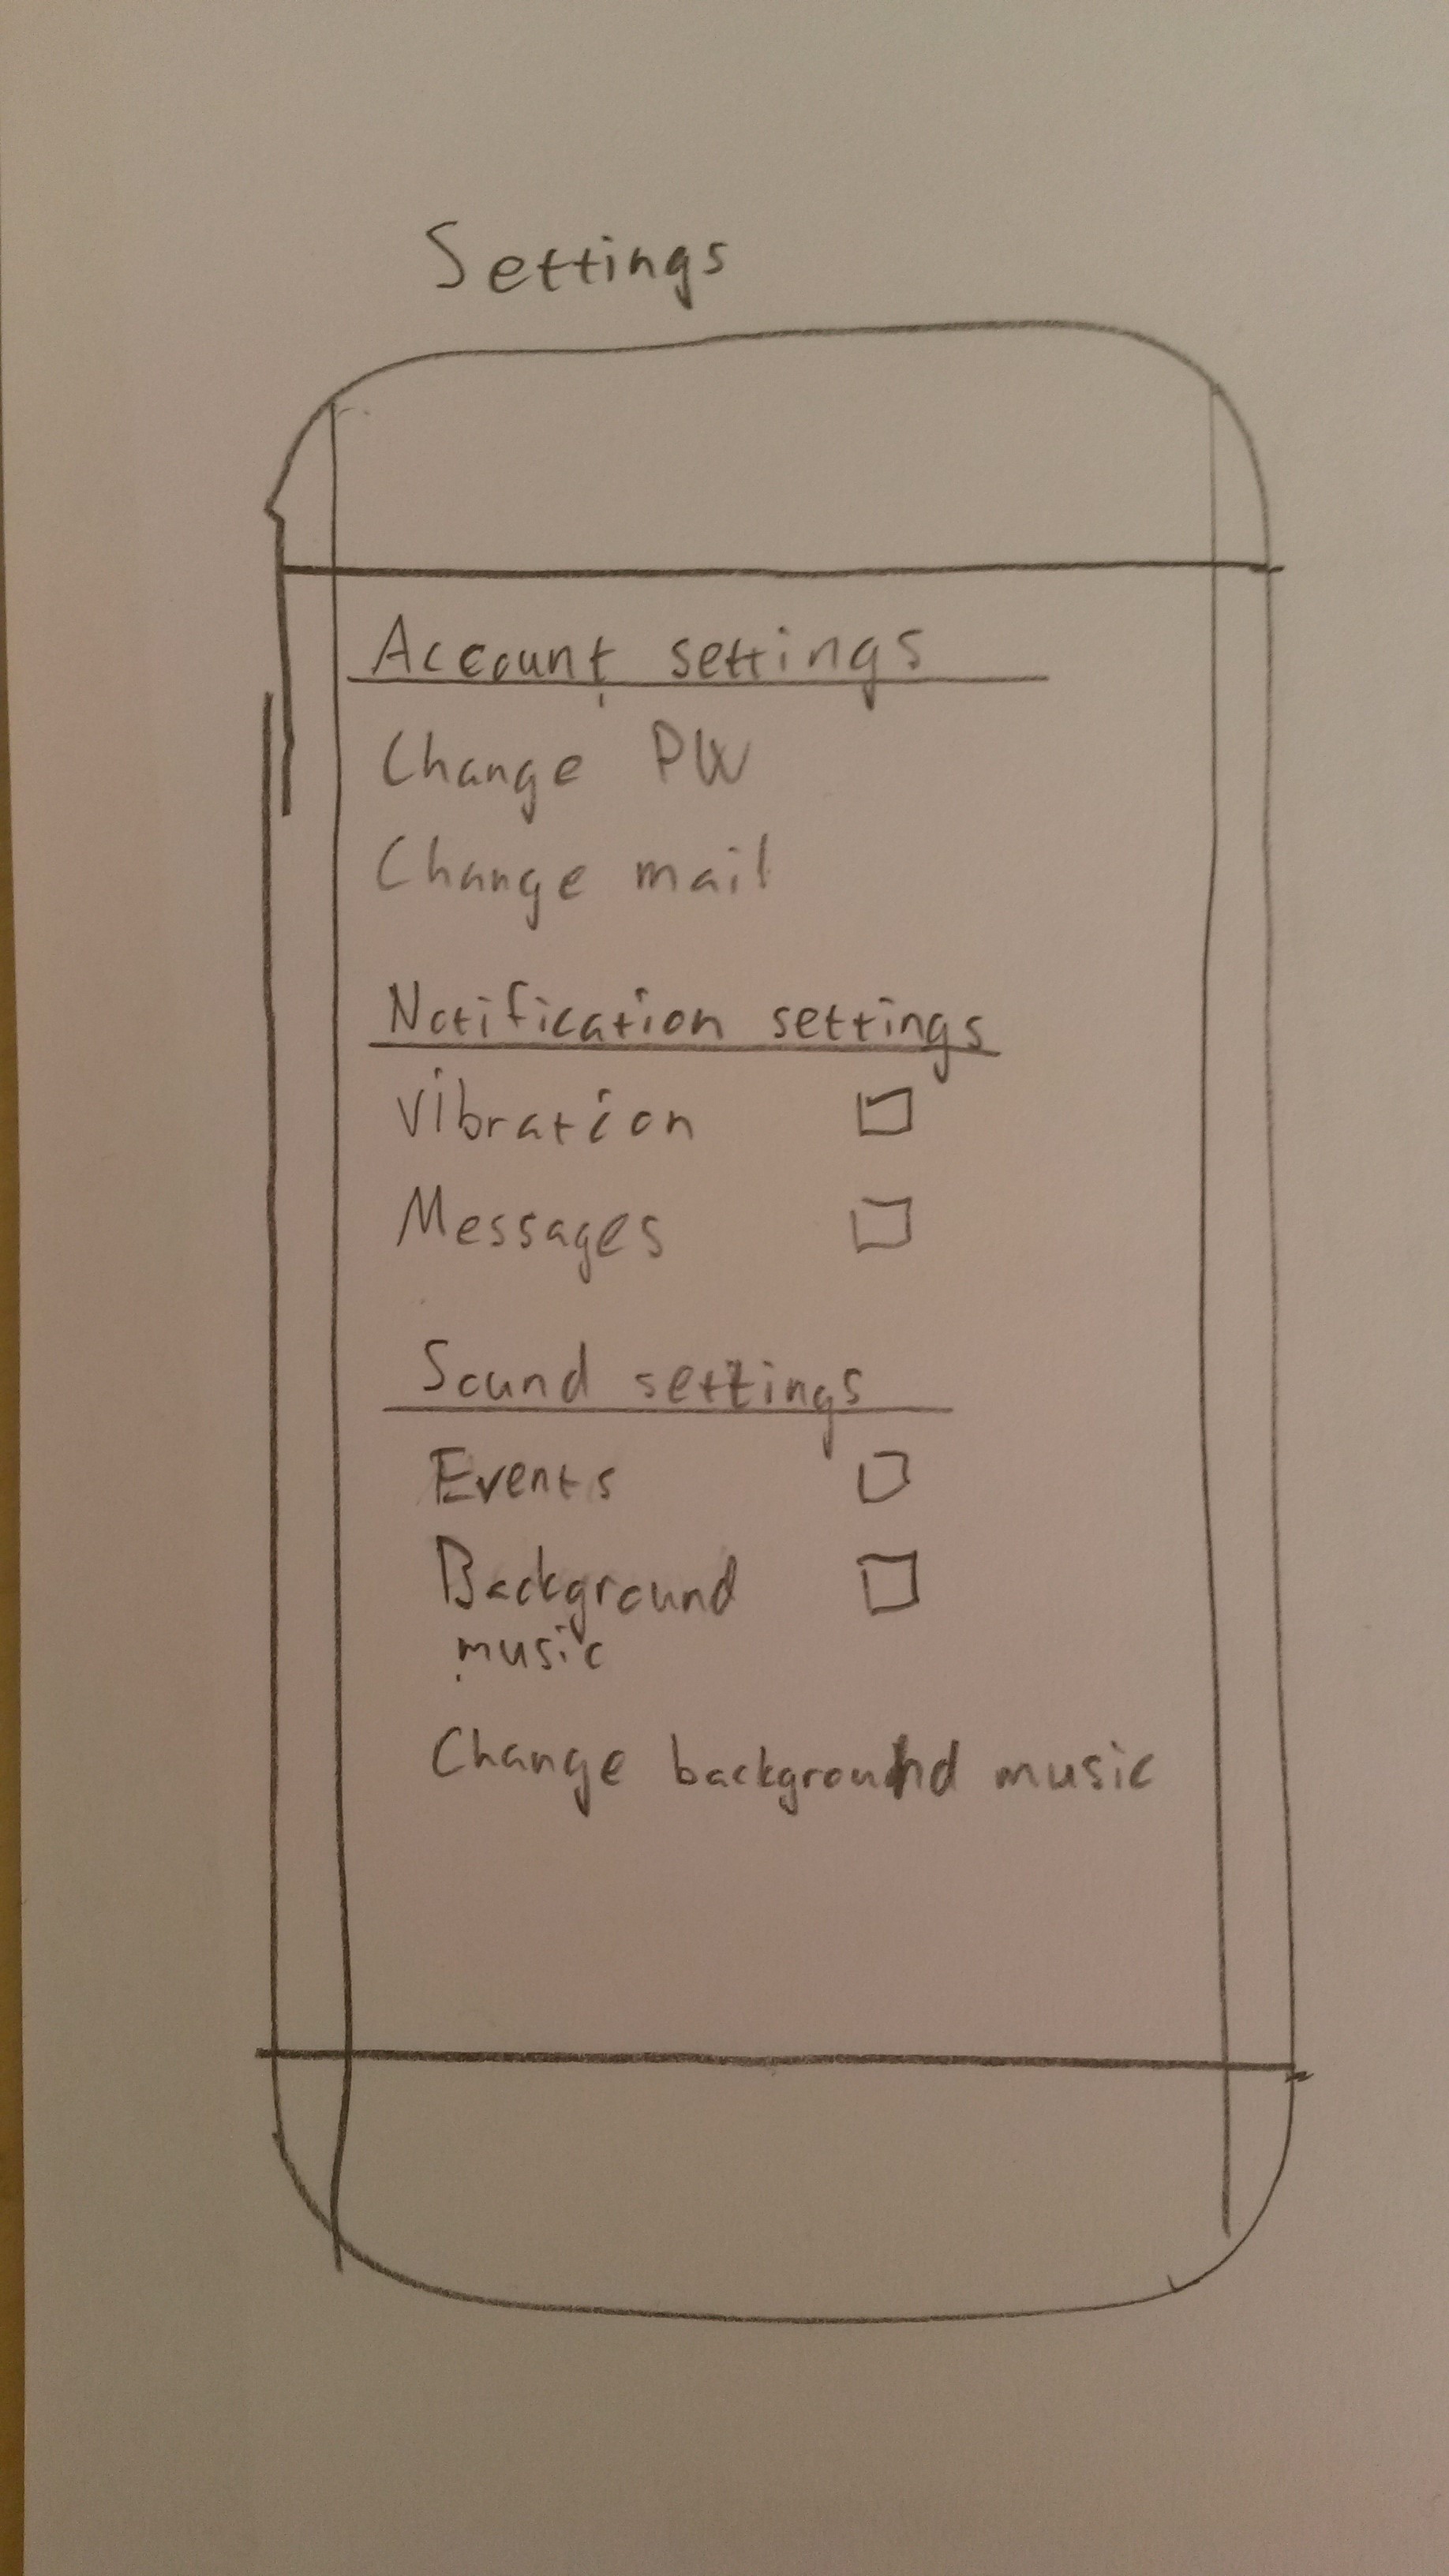 Settings
Account settings
Change PW
Change mail
Notification settings
Vibration
Messages
Sound settings
Events
Background
music
Change background music